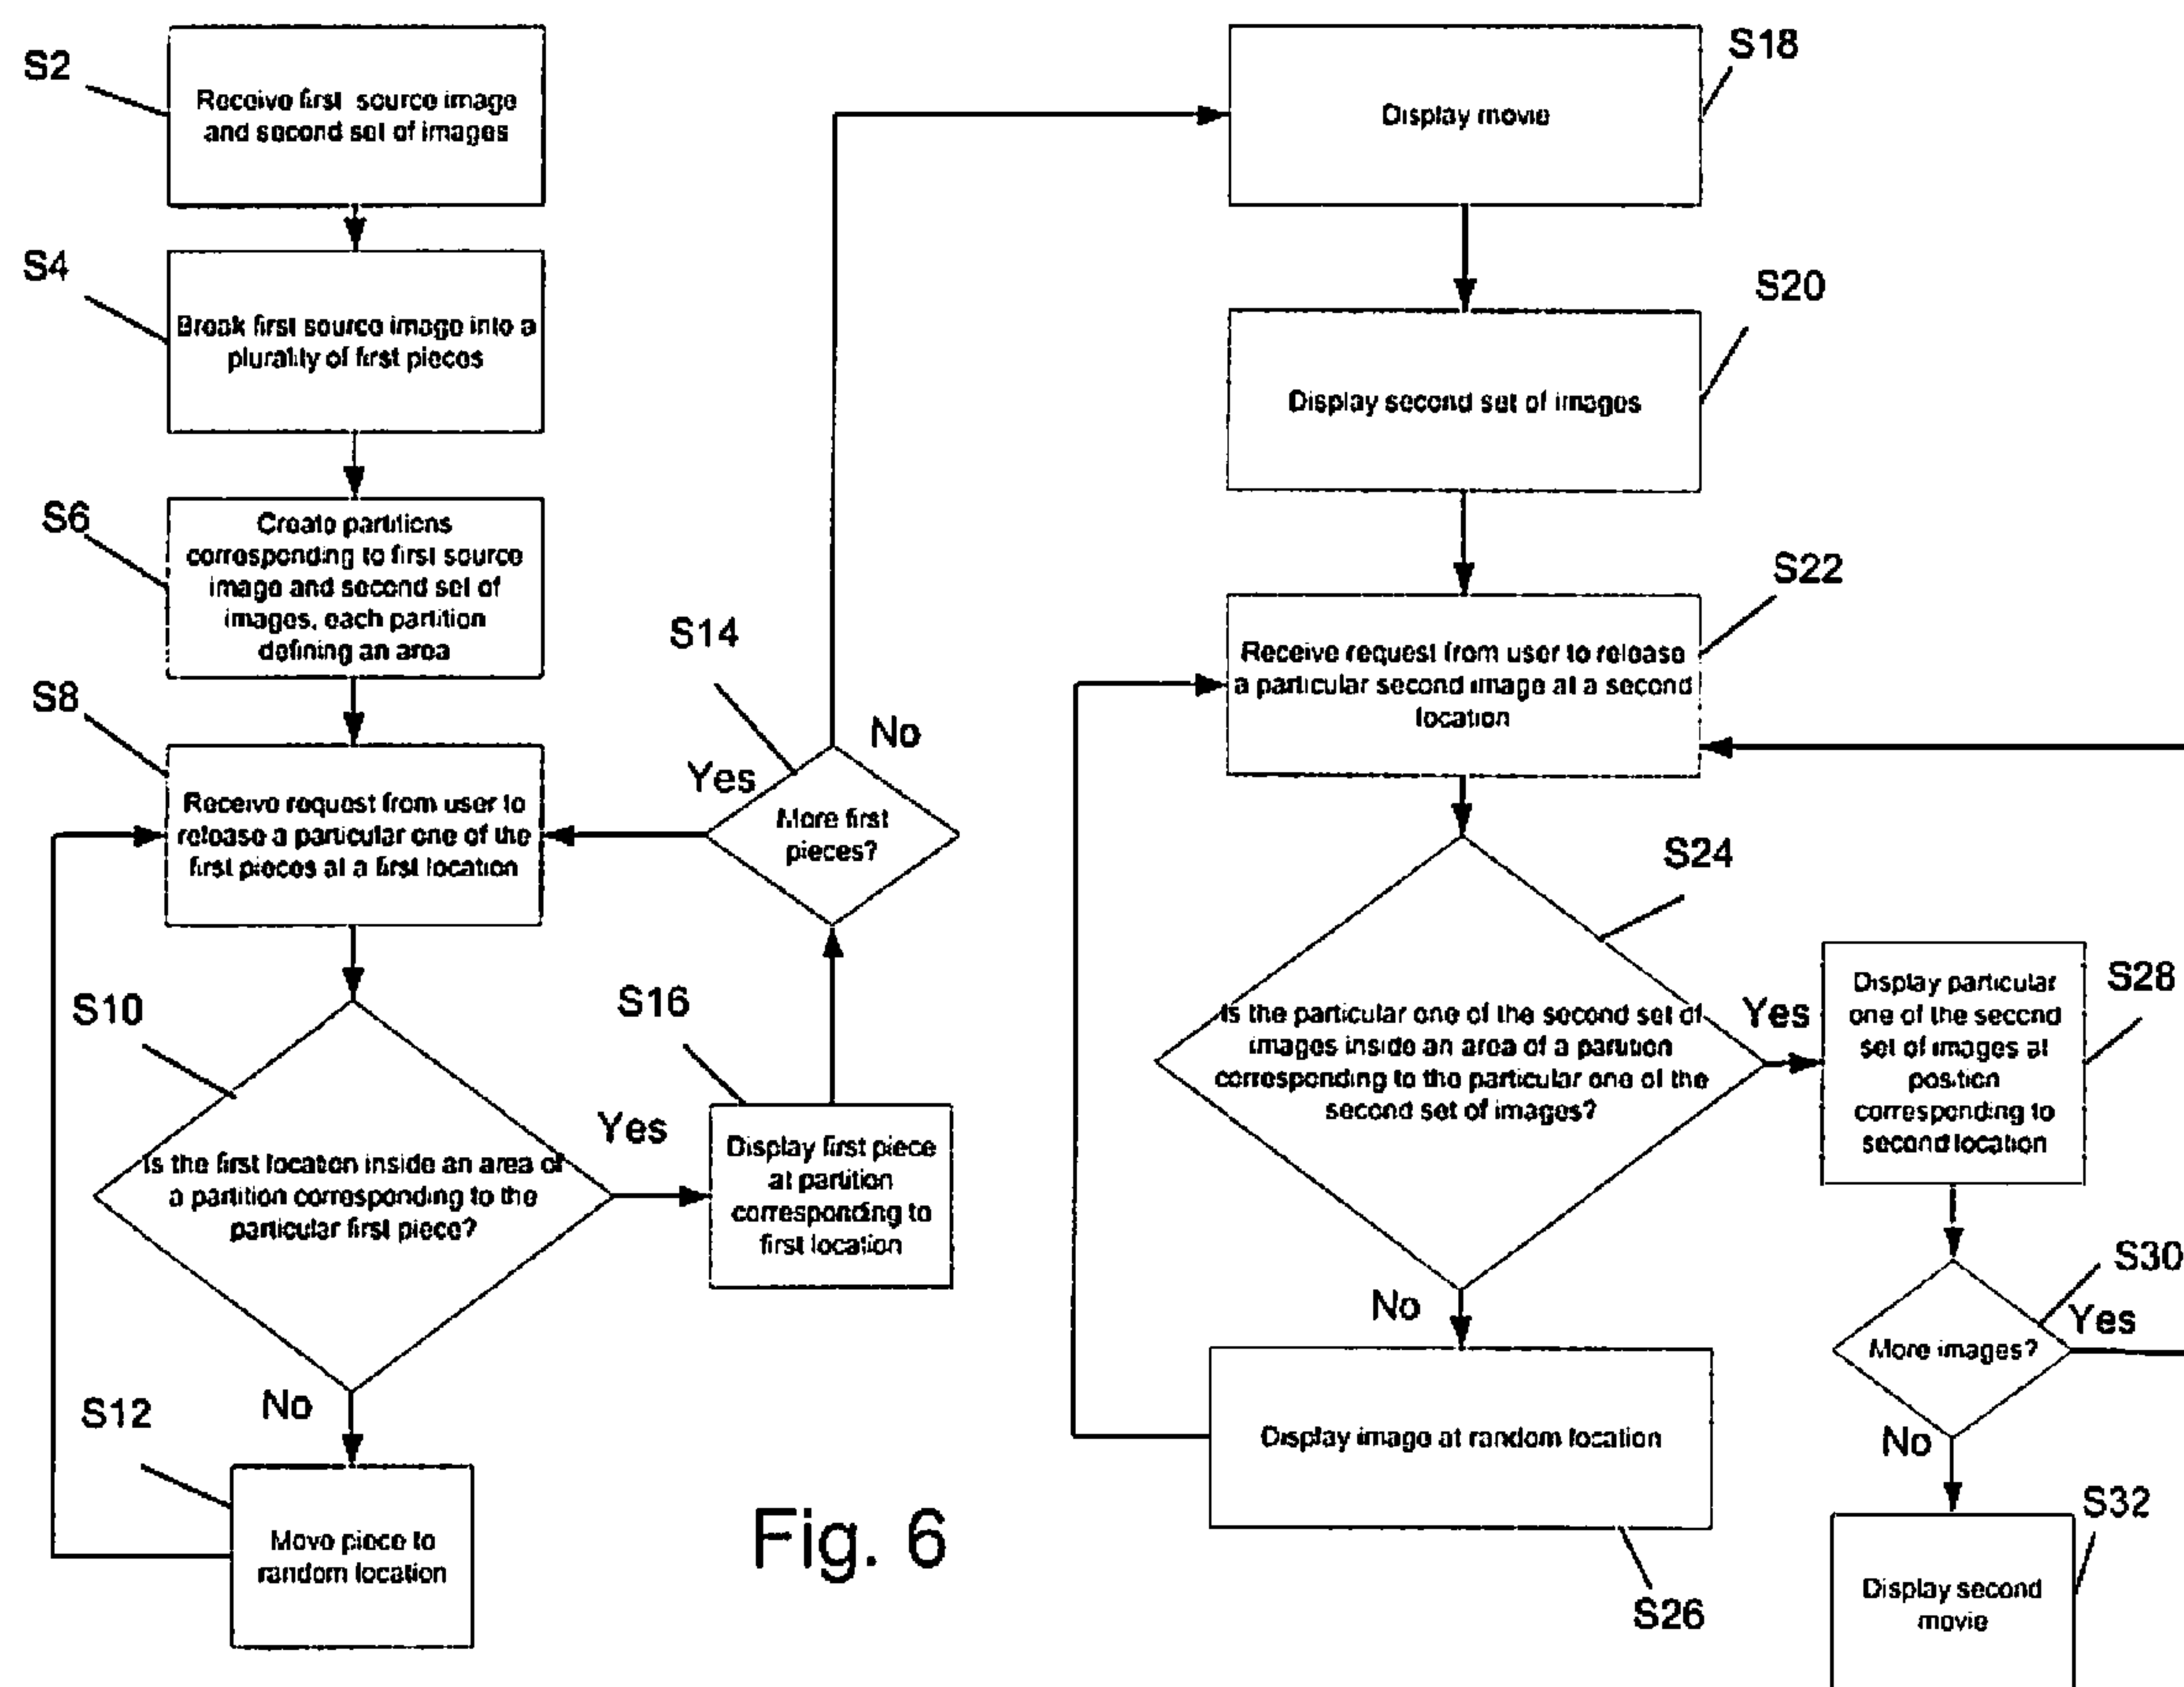 S2
Receive first source image
and second set of images
S4
Break first source image into a
plurality of first pieces
S6
Create partitions
corresponding to first source
image and second set of
images, each partition
defining an area
S8
Receive request from user to
release a particular one of the
first pieces at a first location
S10
Is the first location inside an area of
a partition corresponding to the
particular first piece?
Yes
No
S12
Move piece to
random location
S16
Display first piece
at partition
corresponding to
first location
S14
More first
pieces?
Yes
No
S18
Display movie
S20
Display second set of images
S22
Receive request from user to release
a particular second image at a second
location
S24
Is the particular one of the second set of
images inside an area of a partition
corresponding to the particular one of the
second set of images?
Yes
No
S26
Display image at random location
S28
Display particular
one of the second
set of images at
position
corresponding to
second location
S30
More images?
Yes
No
S32
Display second
movie
Fig. 6